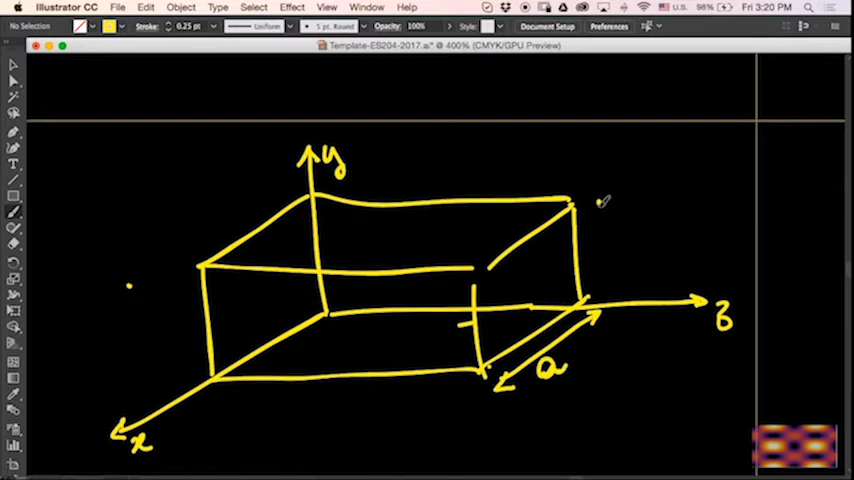 Illustrator CC File Edit Object Type Select Effect View Window Help U.S. 98% Fri 3:20 PM
No Selection Stroke: 0.25 pt Uniform 5 pt. Round Opacity: 100% Style: Document Setup Preferences
Template-ES204-2017.ai* @ 400% (CMYK/GPU Preview)
y
z
a
x